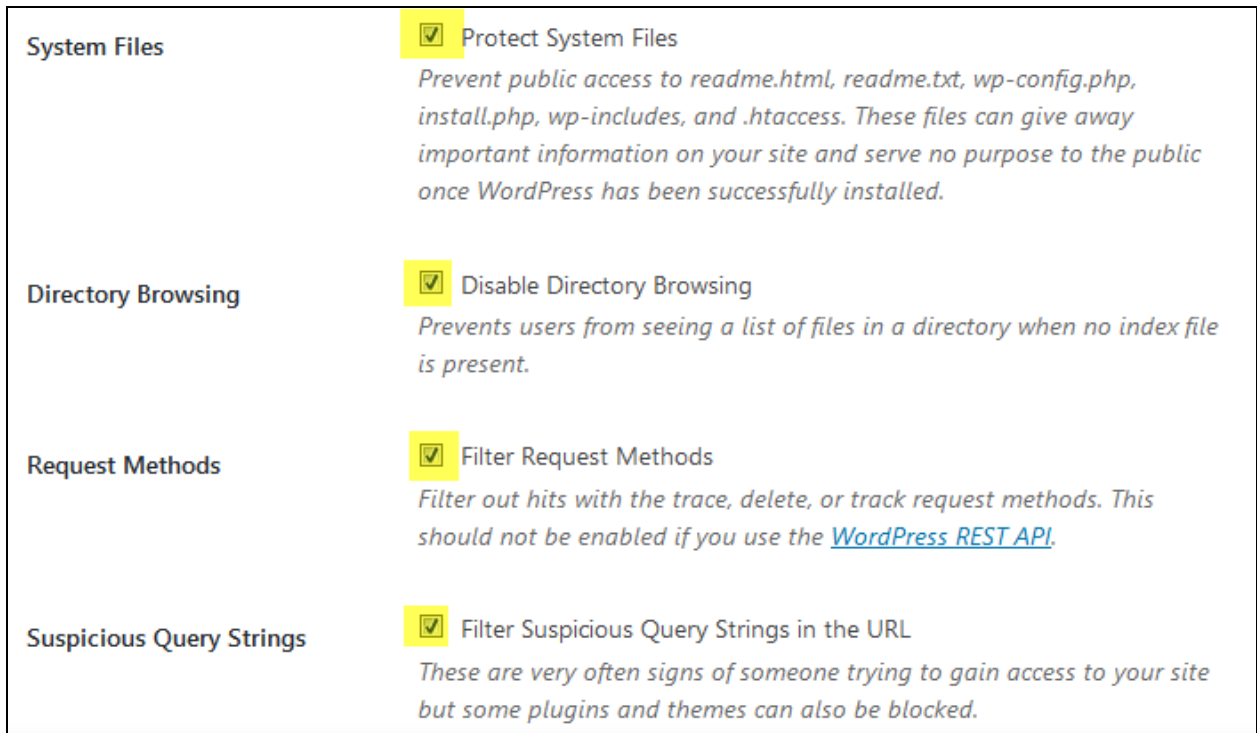 System Files
Protect System Files
Prevent public access to readme.html, readme.txt, wp-config.php,
install.php, wp-includes, and .htaccess. These files can give away
important information on your site and serve no purpose to the public
once WordPress has been successfully installed.
Directory Browsing
Disable Directory Browsing
Prevents users from seeing a list of files in a directory when no index file
is present.
Request Methods
Filter Request Methods
Filter out hits with the trace, delete, or track request methods. This
should not be enabled if you use the WordPress REST API.
Suspicious Query Strings
Filter Suspicious Query Strings in the URL
These are very often signs of someone trying to gain access to your site
but some plugins and themes can also be blocked.